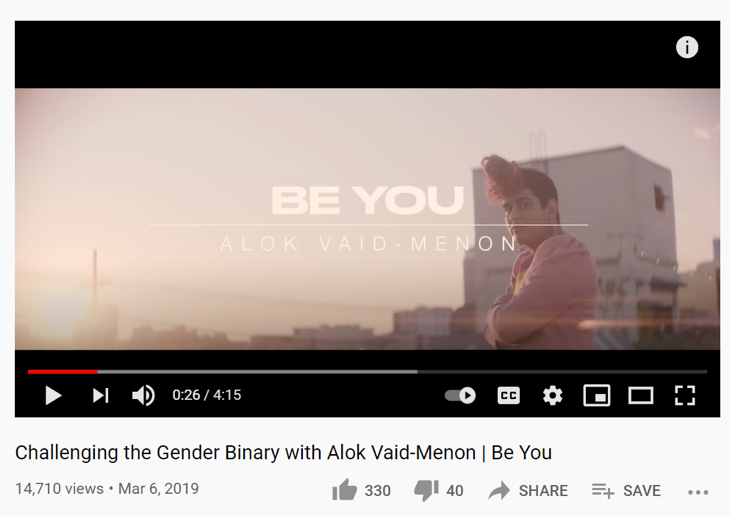 BE YOU
ALOK VAID-MENON
0:26 / 4:15
CC
Challenging the Gender Binary with Alok Vaid-Menon | Be You
14,710 views • Mar 6, 2019 330 40 SHARE SAVE